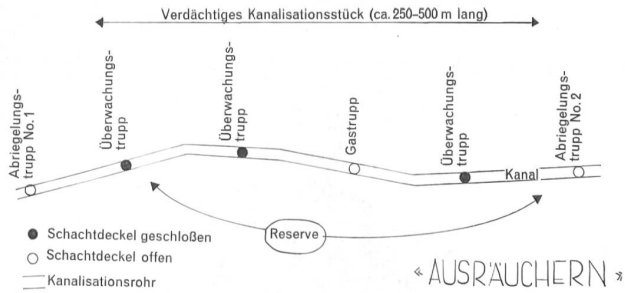 Verdächtiges Kanalisationsstück (ca. 250–500 m lang)
Abriegelungs-
trupp No. 1
Überwachungs-
trupp
Überwachungs-
trupp
Gastrupp
Überwachungs-
trupp
Abriegelungs-
trupp No. 2
Kanal
Reserve
Schachtdeckel geschloßen
Schachtdeckel offen
Kanalisationsrohr
« AUSRÄUCHERN »